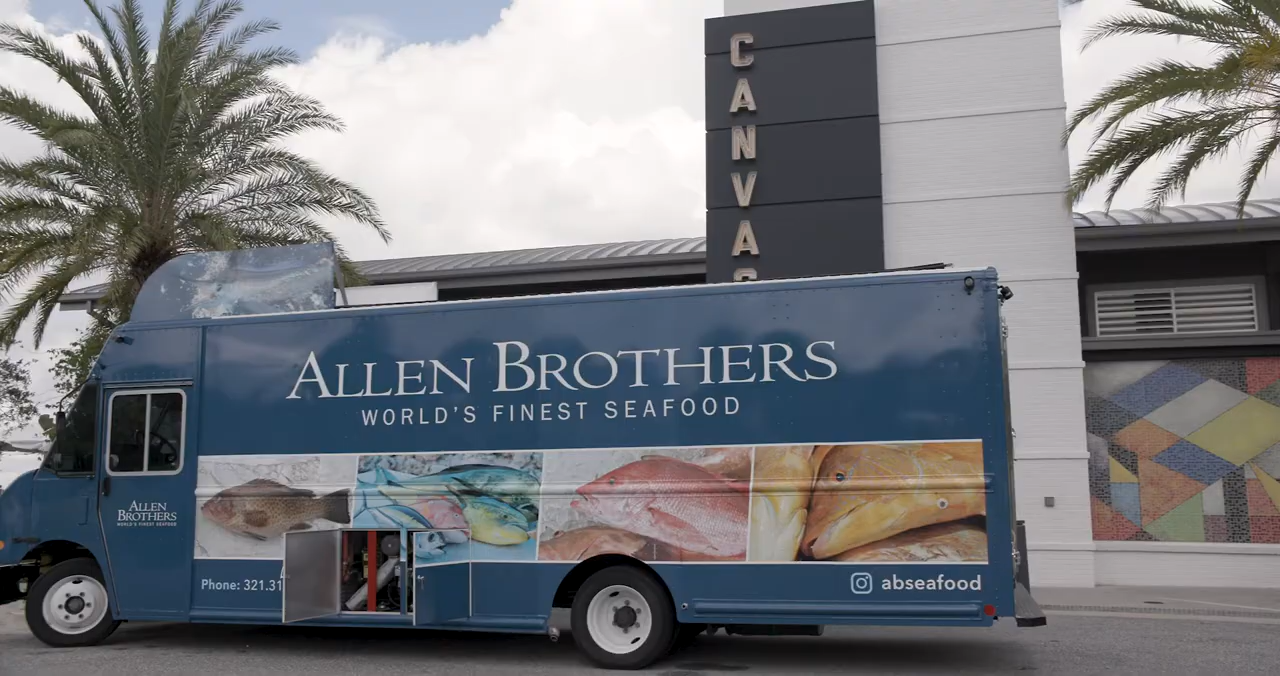 CANVAS
ALLEN BROTHERS
WORLD'S FINEST SEAFOOD
ALLEN
BROTHERS
WORLD'S FINEST SEAFOOD
Phone: 321.31
abseafood